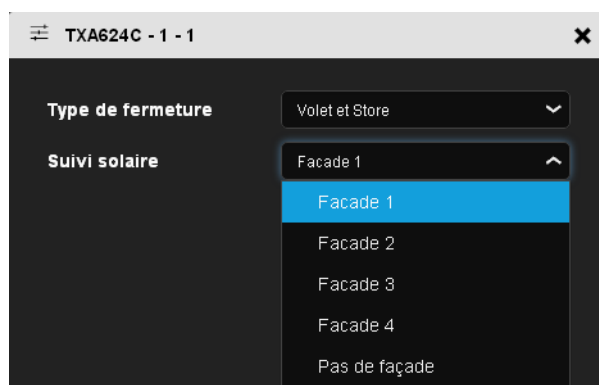 TXA624C - 1 - 1
Type de fermeture Volet et Store
Suivi solaire Facade 1
Facade 1
Facade 2
Facade 3
Facade 4
Pas de façade